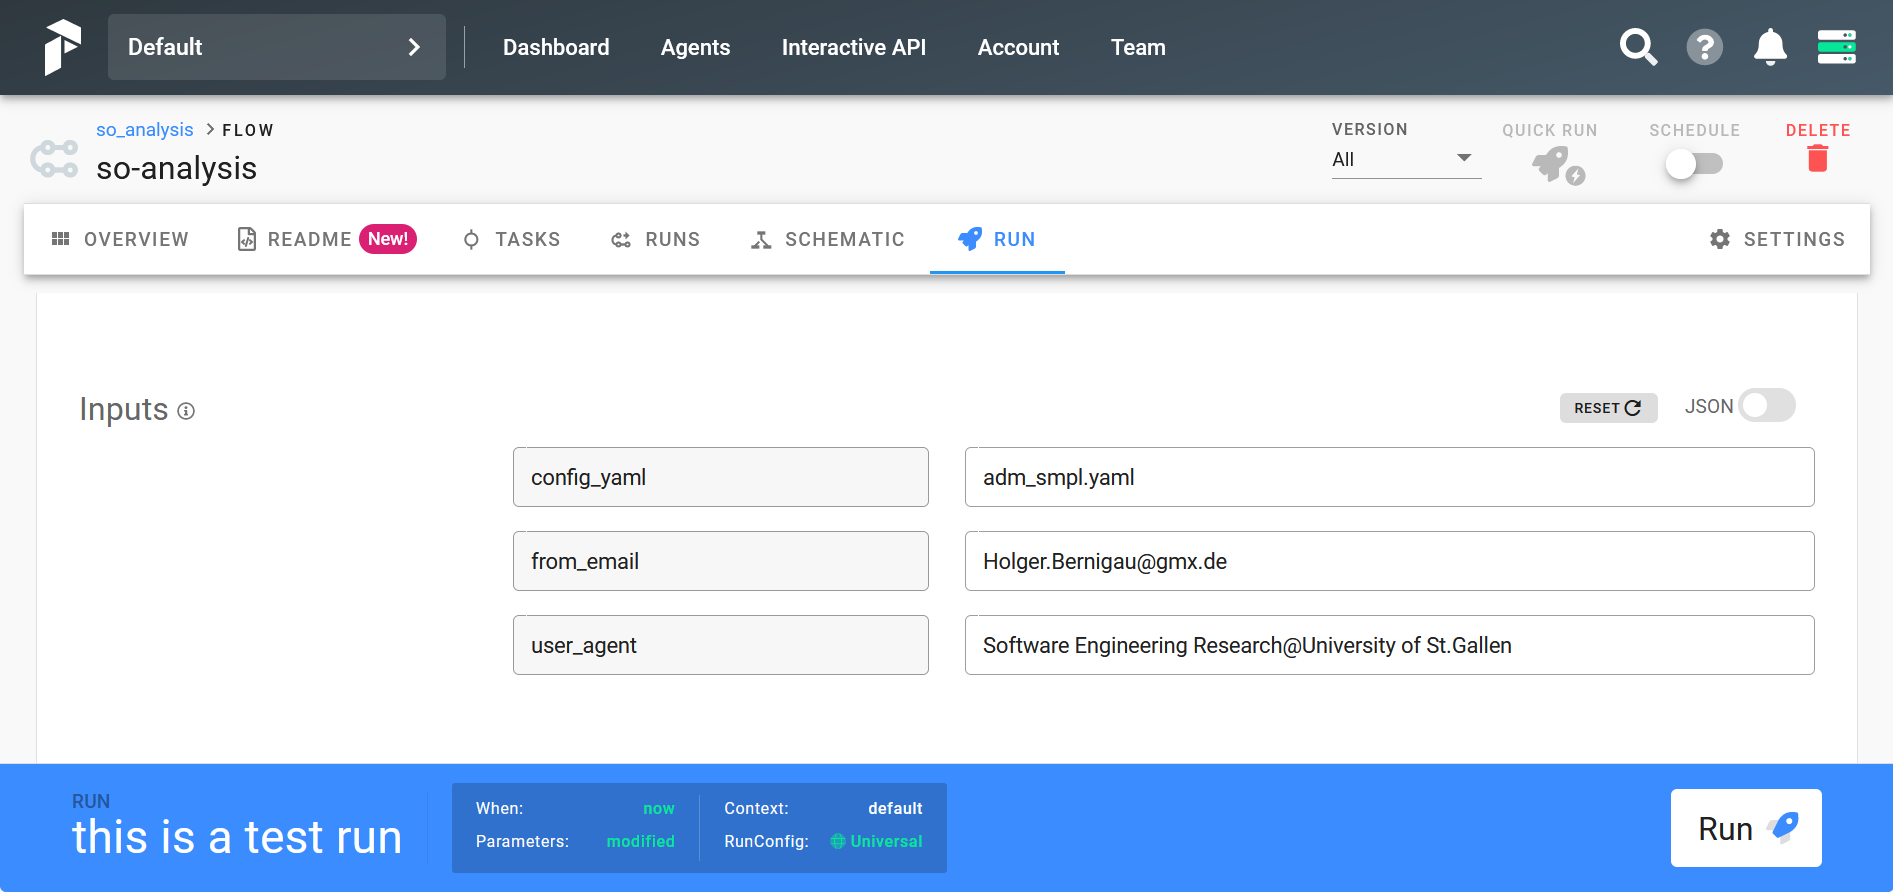 Default
Dashboard
Agents
Interactive API
Account
Team
so_analysis > FLOW
so-analysis
VERSION
All
QUICK RUN
SCHEDULE
DELETE
OVERVIEW
README New!
TASKS
RUNS
SCHEMATIC
RUN
SETTINGS
Inputs
RESET
JSON
config_yaml
adm_smpl.yaml
from_email
Holger.Bernigau@gmx.de
user_agent
Software Engineering Research@University of St.Gallen
RUN
this is a test run
When: now
Parameters: modified
Context: default
RunConfig: Universal
Run